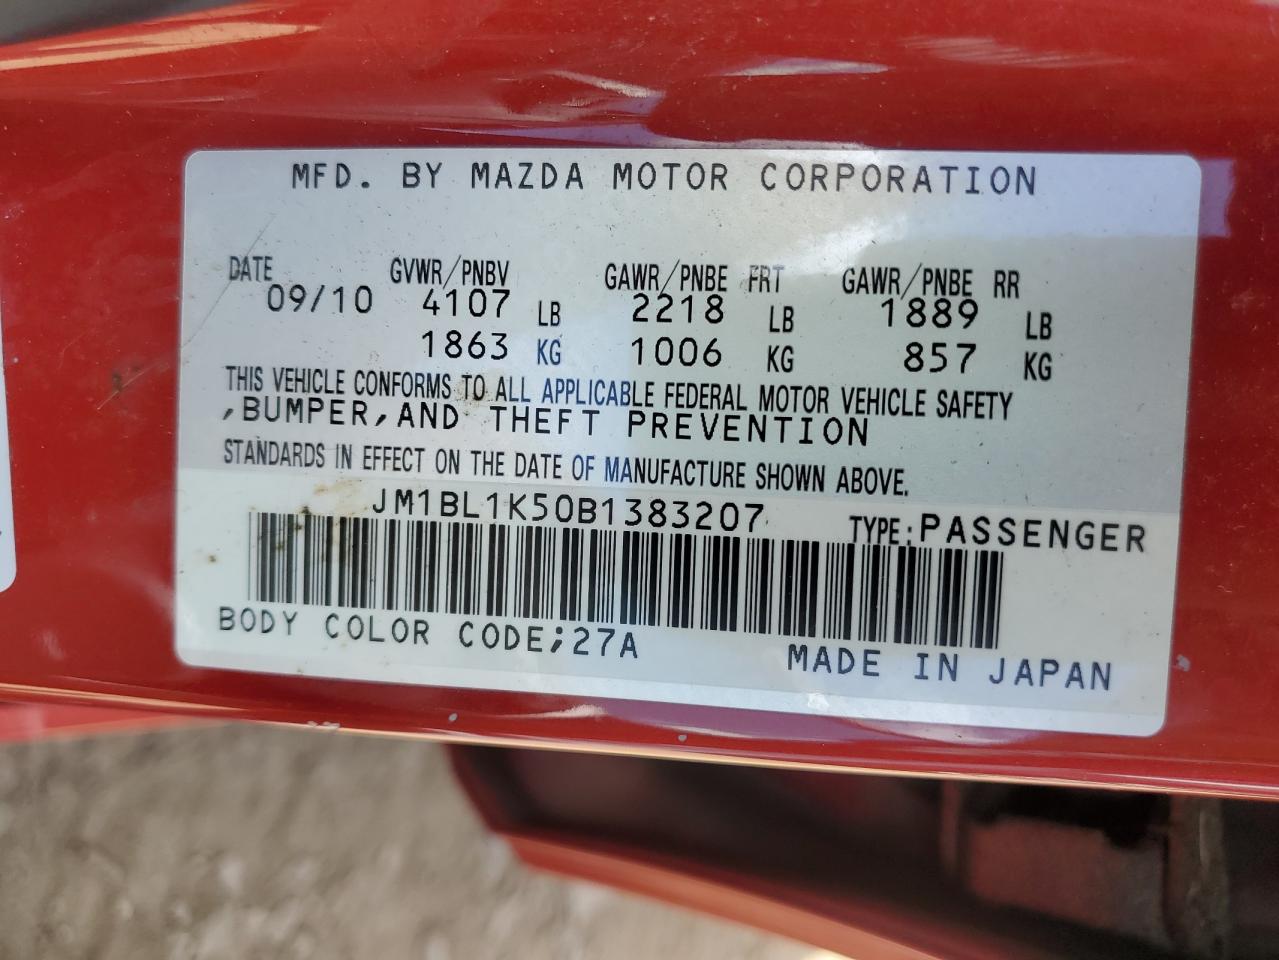 MFD. BY MAZDA MOTOR CORPORATION
DATE GVWR/PNBV GAWR/PNBE FRT GAWR/PNBE RR
09/10 4107 LB 2218 LB 1889 LB
1863 KG 1006 KG 857 KG
THIS VEHICLE CONFORMS TO ALL APPLICABLE FEDERAL MOTOR VEHICLE SAFETY
,BUMPER,AND THEFT PREVENTION
STANDARDS IN EFFECT ON THE DATE OF MANUFACTURE SHOWN ABOVE.
JM1BL1K50B1383207 TYPE:PASSENGER
BODY COLOR CODE;27A MADE IN JAPAN